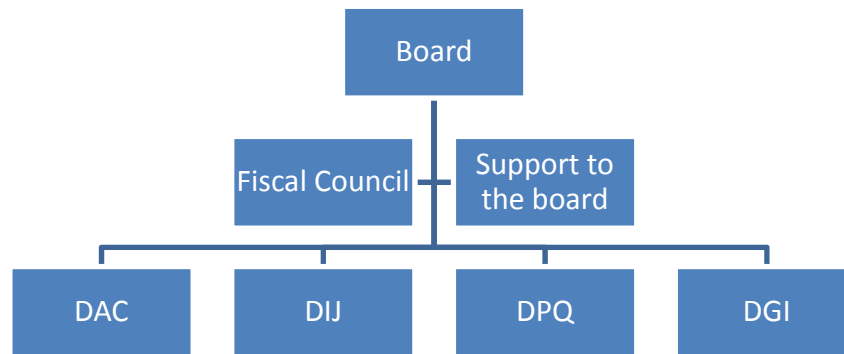 Board
Fiscal Council
Support to
the board
DAC
DIJ
DPQ
DGI